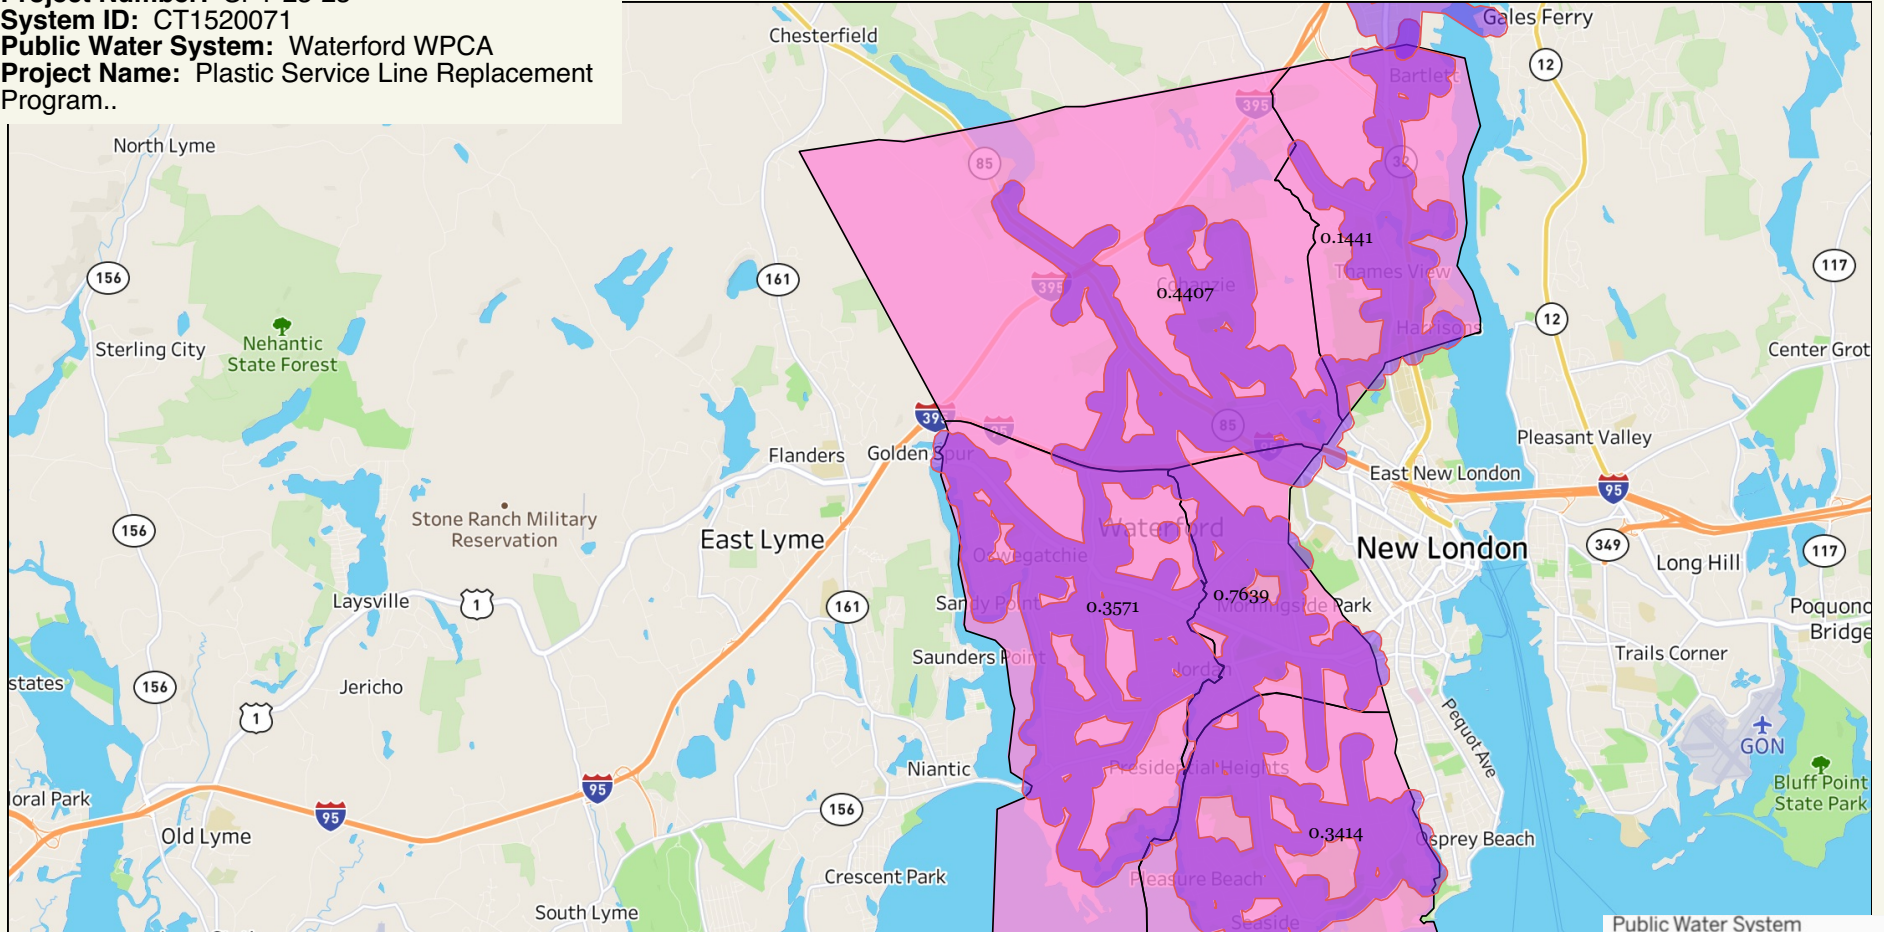 System ID: CT1520071
Public Water System: Waterford WPCA
Project Name: Plastic Service Line Replacement
Program..
Chesterfield
Gales Ferry
12
Bartlett
395
North Lyme
85
32
156
161
0.1441
Thames View
117
395
Cohanzie
0.4407
12
Harrisons
Sterling City
Nehantic
State Forest
Center Grot
395
95
85
95
Pleasant Valley
Flanders
Golden Spur
East New London
95
156
Stone Ranch Military
Reservation
East Lyme
Waterford
New London
349
117
Oswegatchie
Long Hill
Laysville
1
161
Sandy Point
0.3571
0.7639
Morningside Park
Poquono
Bridge
Saunders Point
Jordan
Trails Corner
states
156
Jericho
1
Pequot Ave
GON
Niantic
Presidential Heights
Bluff Point
State Park
loral Park
95
95
156
Old Lyme
0.3414
Osprey Beach
Crescent Park
Pleasure Beach
South Lyme
Seaside
Public Water System